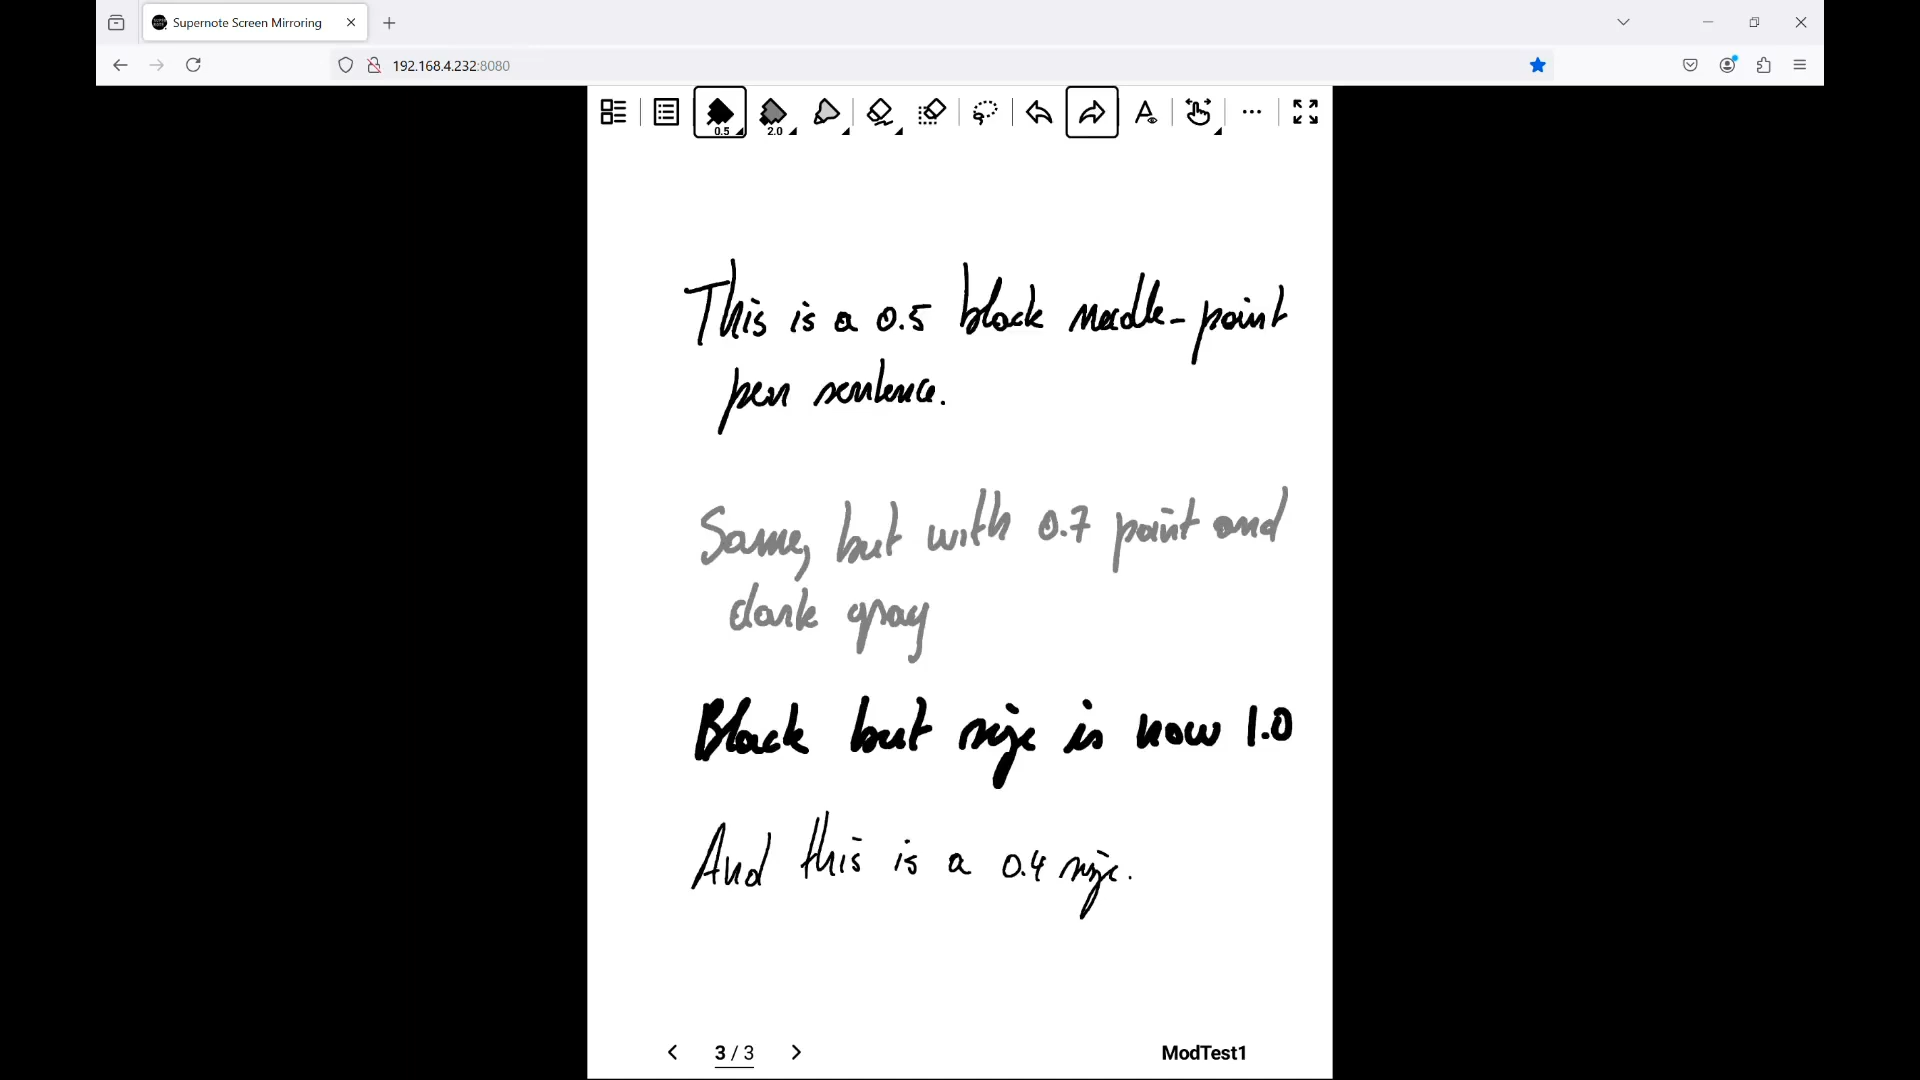 Supernote Screen Mirroring
192.168.4.232:8080
0.5 2.0
This is a 0.5 black needle-point
pen sentence.
Same, but with 0.7 point and
dark gray
Black but size is now 1.0
And this is a 0.4 size.
3 / 3
ModTest1